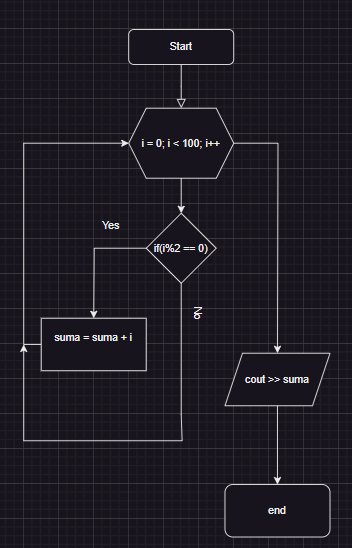 Start
i = 0; i < 100; i++
Yes
if(i%2 == 0)
No
suma = suma + i
cout >> suma
end